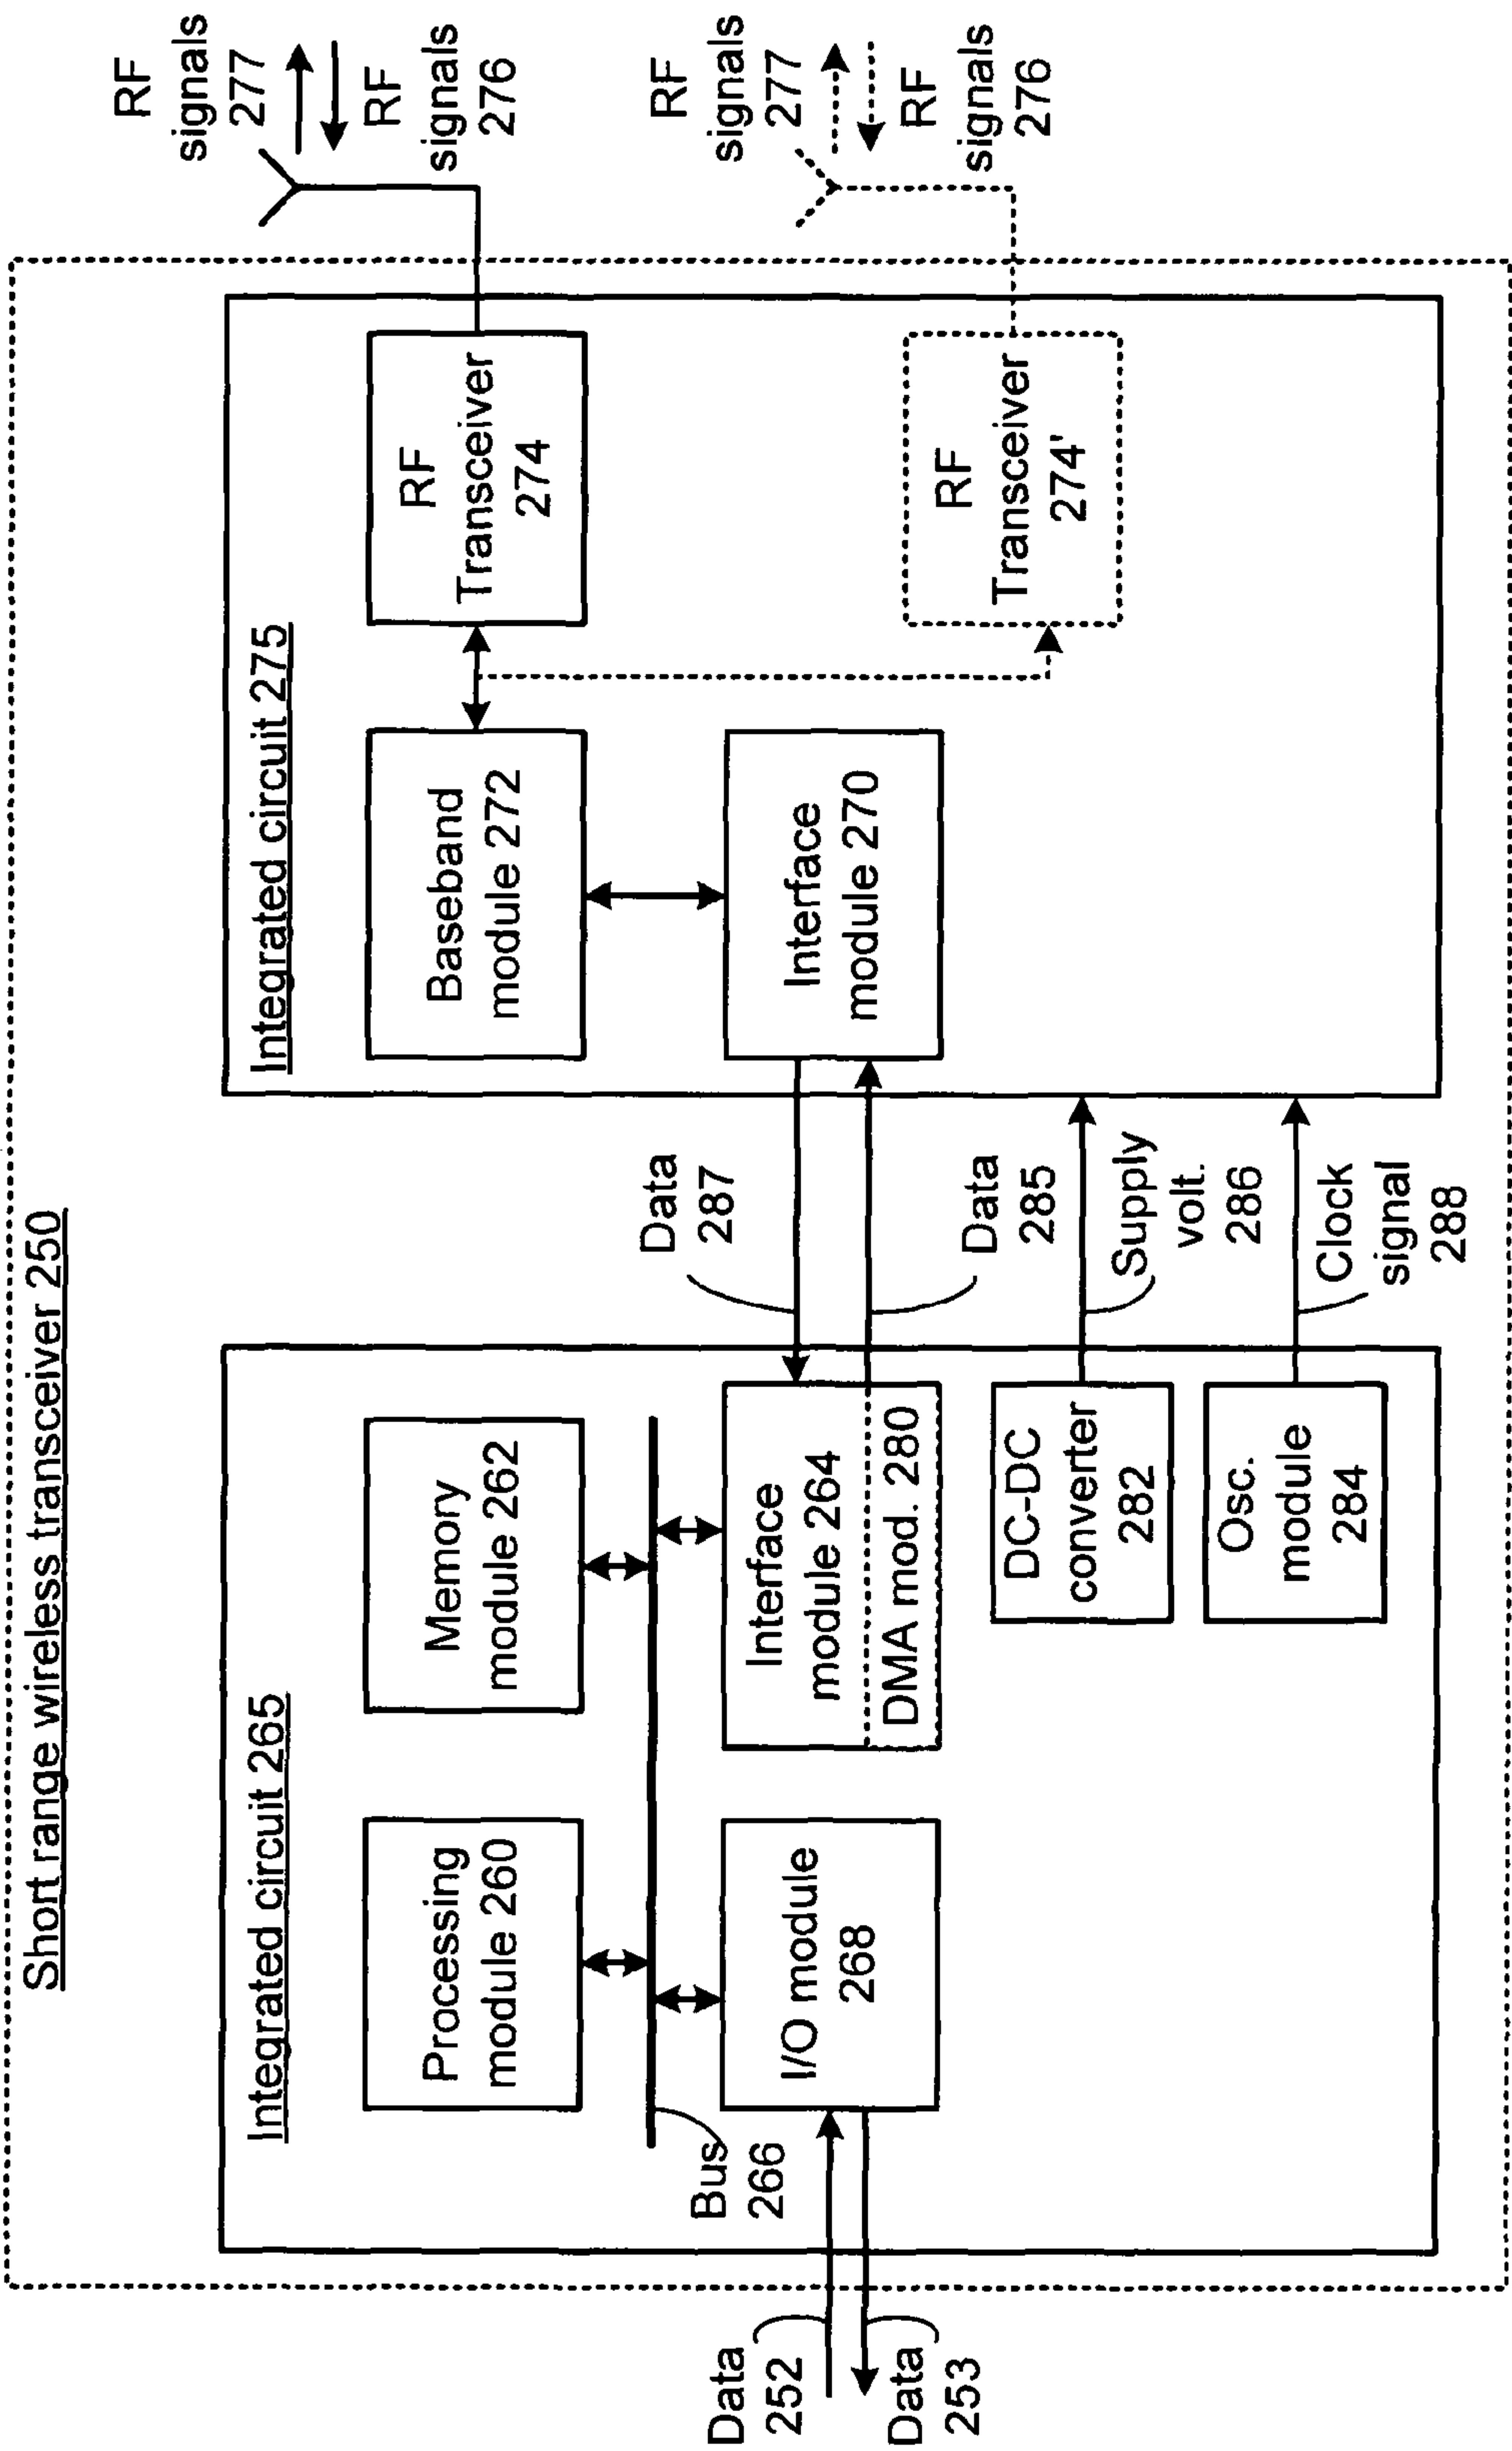 Short range wireless transceiver 250
Integrated circuit 265
Processing
module 260
Memory
module 262
Bus
266
I/O module
268
Interface
module 264
DMA mod. 280
DC-DC
converter
282
Osc.
module
284
Data
252
Data
253
Data
287
Data
285
Supply
volt.
286
Clock
signal
288
Integrated circuit 275
Baseband
module 272
Interface
module 270
RF
Transceiver
274
RF
Transceiver
274'
RF
signals
277
RF
signals
276
RF
signals
277
RF
signals
276